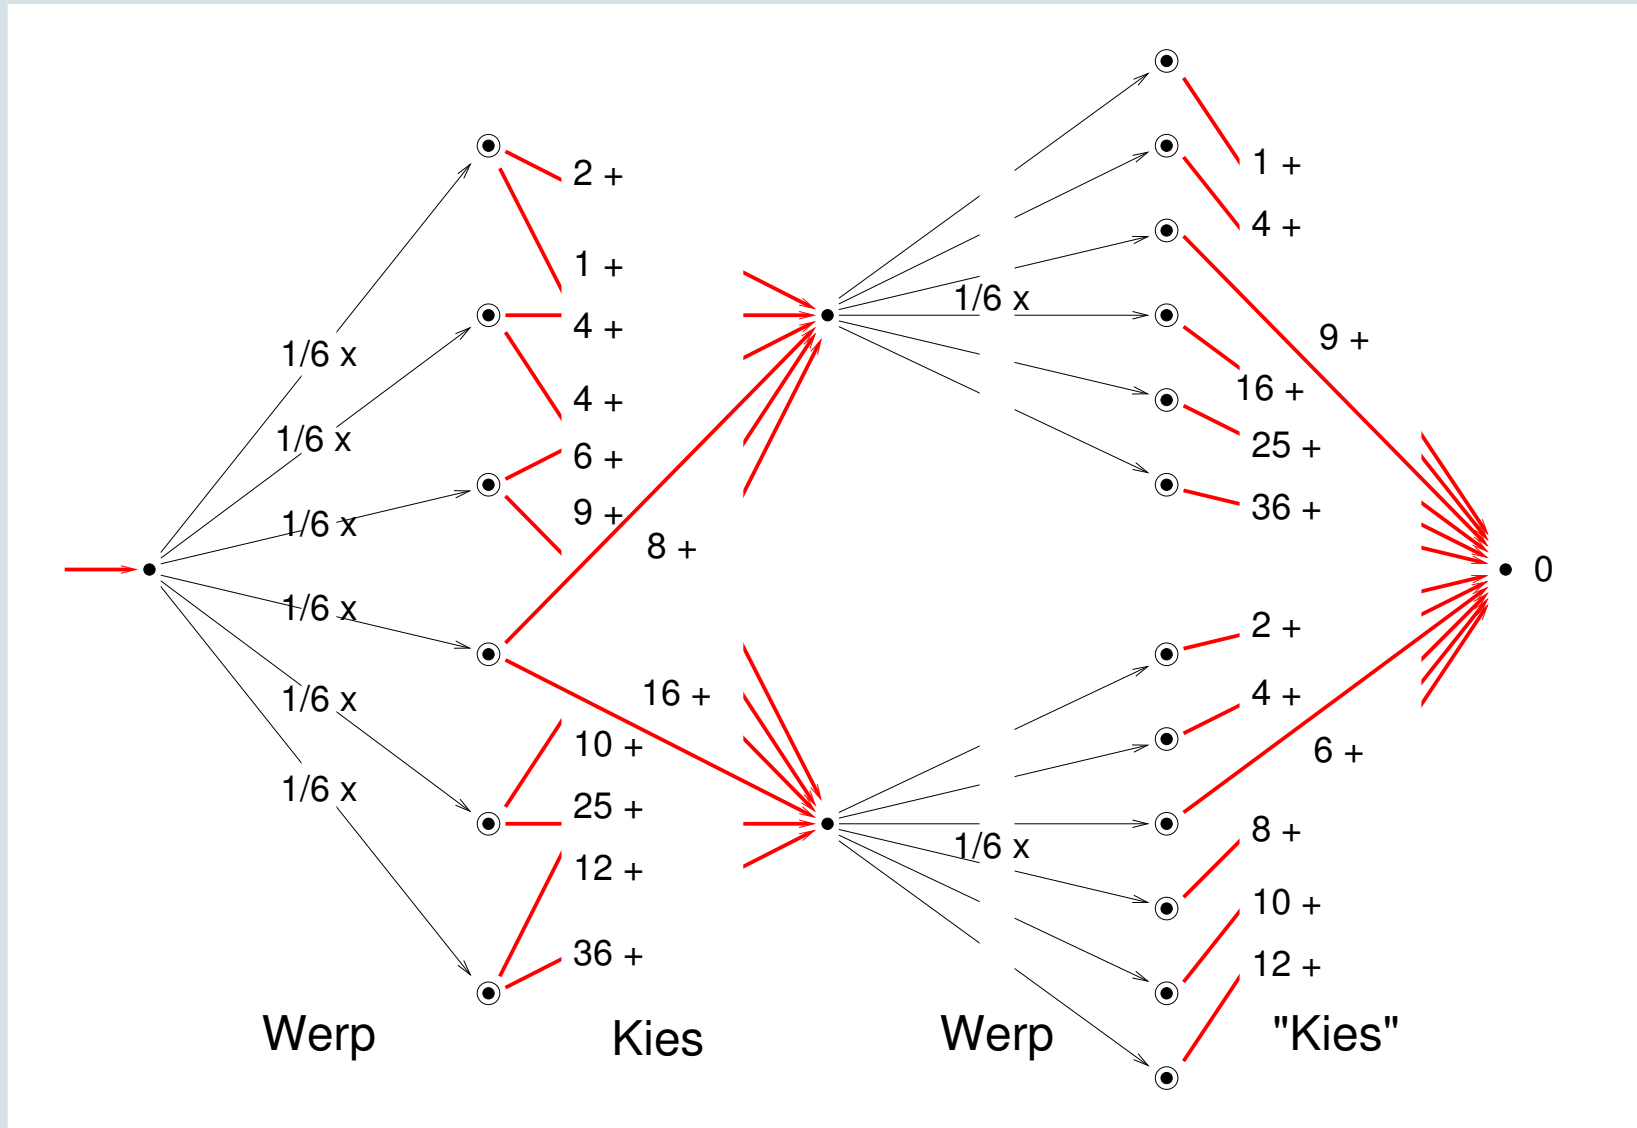 2 +
1 +
4 +
4 +
6 +
9 +
8 +
16 +
10 +
25 +
12 +
36 +
1/6 x
1/6 x
1/6 x
1/6 x
1/6 x
1/6 x
1/6 x
1/6 x
1 +
4 +
9 +
16 +
25 +
36 +
2 +
4 +
6 +
8 +
10 +
12 +
0
Werp
Kies
Werp
"Kies"